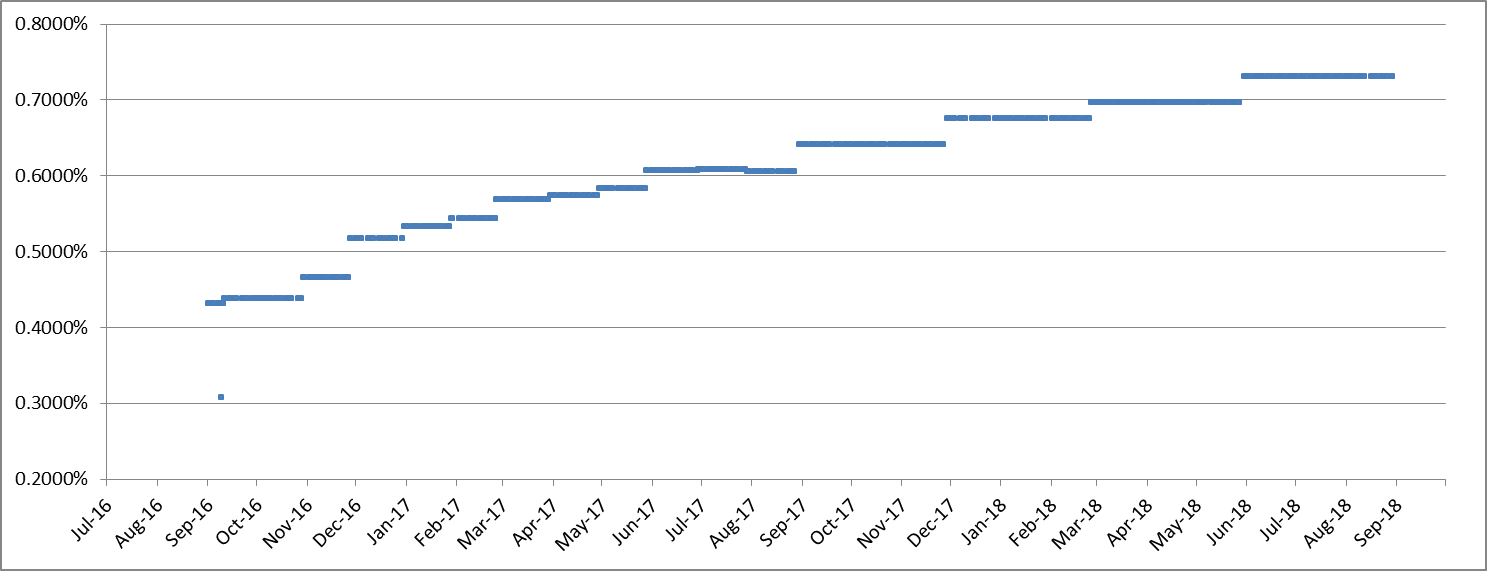 0.8000%
0.7000%
0.6000%
0.5000%
0.4000%
0.3000%
0.2000%
Jul-16
Aug-16
Sep-16
Oct-16
Nov-16
Dec-16
Jan-17
Feb-17
Mar-17
Apr-17
May-17
Jun-17
Jul-17
Aug-17
Sep-17
Oct-17
Nov-17
Dec-17
Jan-18
Feb-18
Mar-18
Apr-18
May-18
Jun-18
Jul-18
Aug-18
Sep-18